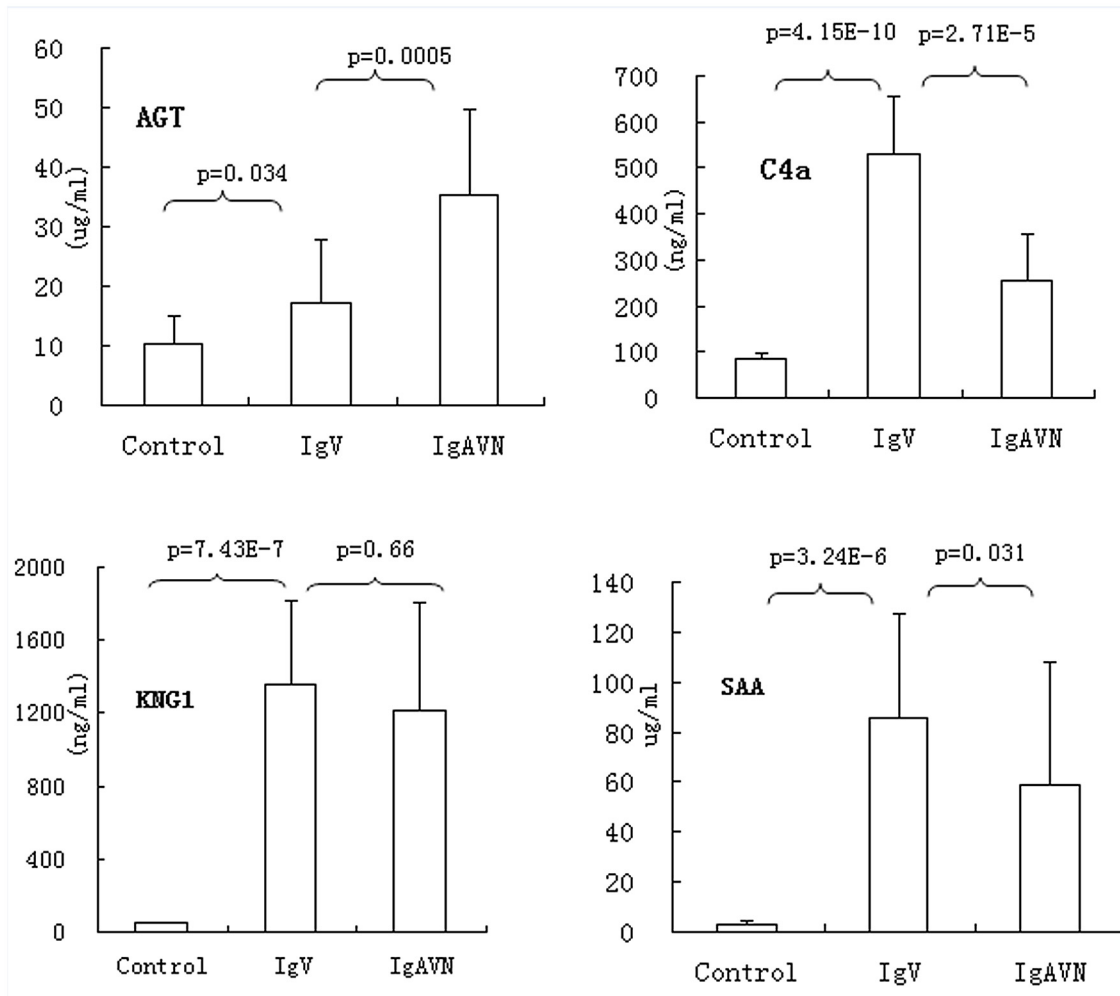 p=0.0005
AGT
p=0.034
(ug/ml)
60
50
40
30
20
10
0
Control IgV IgAVN
p=4.15E-10 p=2.71E-5
C4a
(ng/ml)
700
600
500
400
300
200
100
0
Control IgV IgAVN
p=7.43E-7 p=0.66
KNG1
(ng/ml)
2000
1600
1200
800
400
0
Control IgV IgAVN
p=3.24E-6 p=0.031
SAA
ug/ml
140
120
100
80
60
40
20
0
Control IgV IgAVN